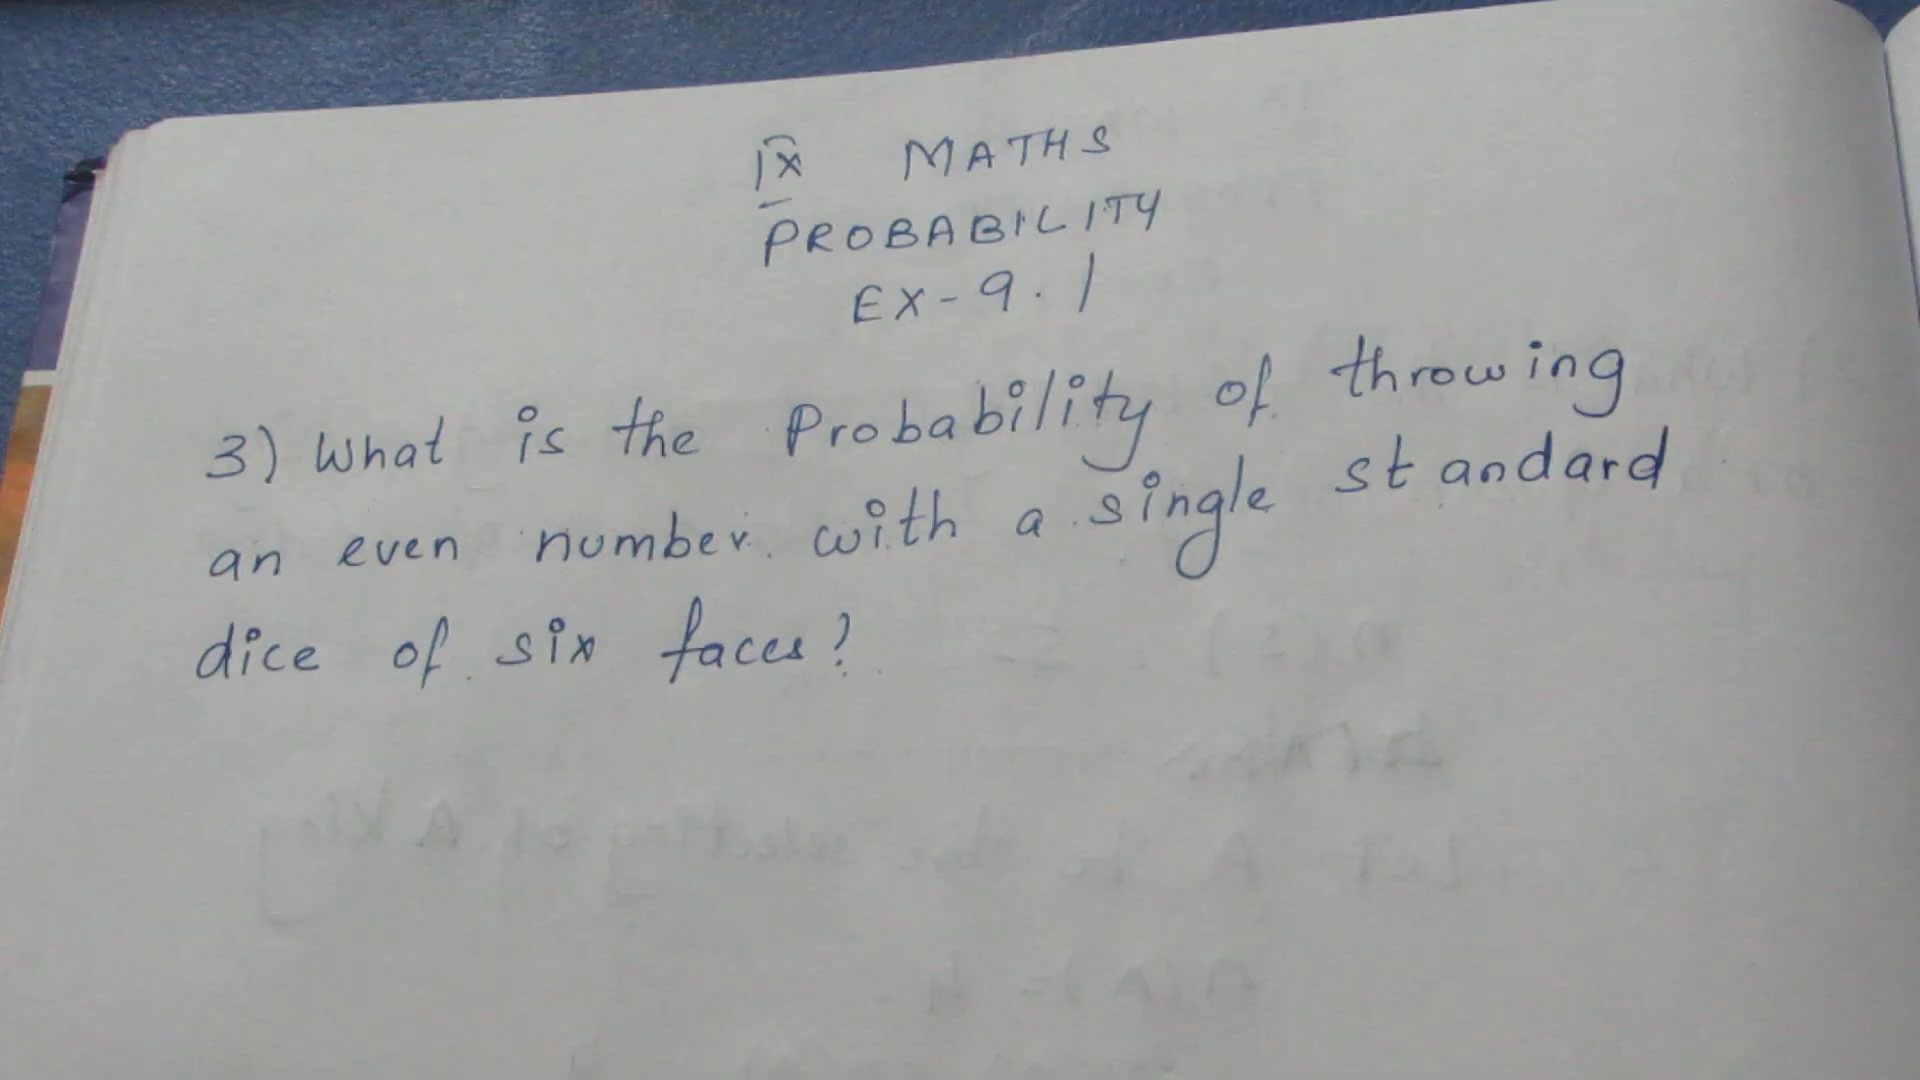 IX MATHS
PROBABILITY
EX-9.1
3) What is the Probability of throwing
an even number. with a single standard
dice of six faces?